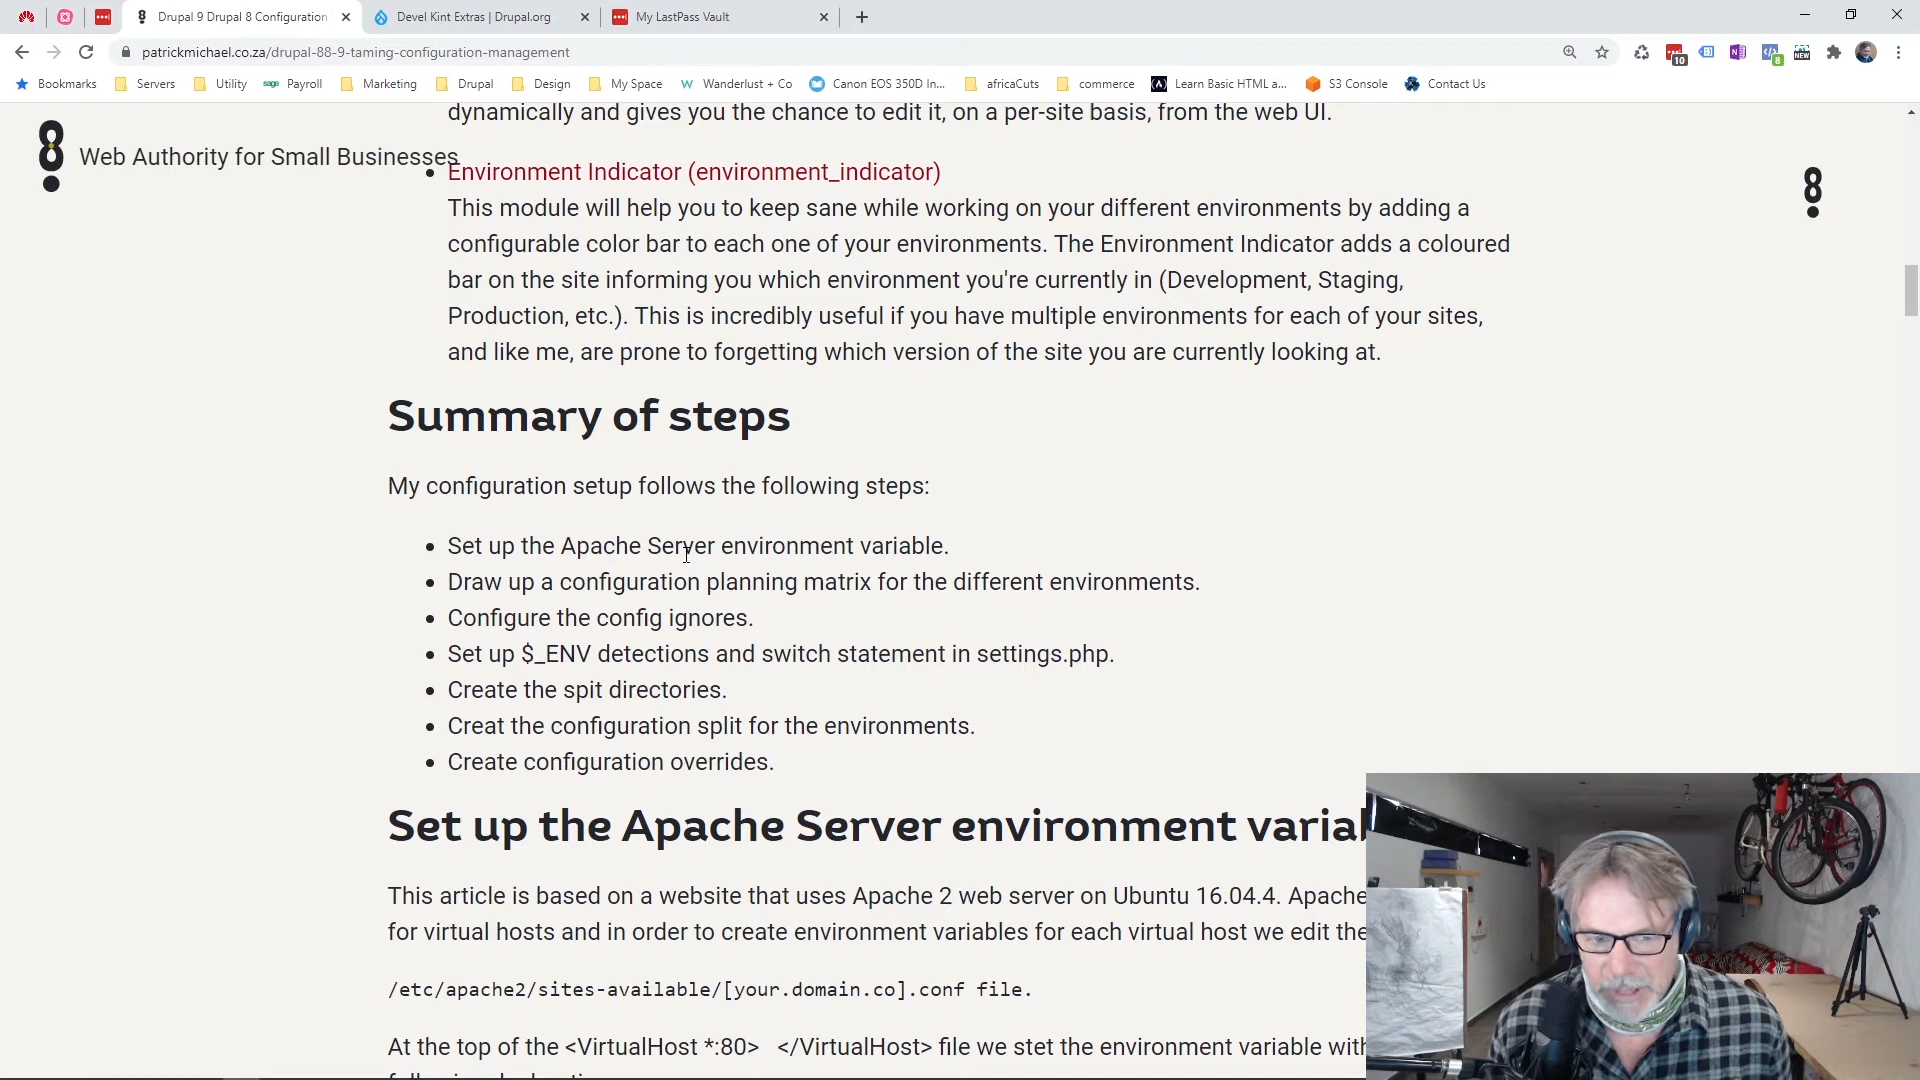 Drupal 9 Drupal 8 Configuration
Devel Kint Extras | Drupal.org
My LastPass Vault
patrickmichael.co.za/drupal-88-9-taming-configuration-management
10
8
NEW
Bookmarks
Servers
Utility
sage Payroll
Marketing
Drupal
Design
My Space
W Wanderlust + Co
Canon EOS 350D In...
africaCuts
commerce
Learn Basic HTML a...
S3 Console
Contact Us
dynamically and gives you the chance to edit it, on a per-site basis, from the web UI.
Web Authority for Small Businesses
• Environment Indicator (environment_indicator)
This module will help you to keep sane while working on your different environments by adding a
configurable color bar to each one of your environments. The Environment Indicator adds a coloured
bar on the site informing you which environment you're currently in (Development, Staging,
Production, etc.). This is incredibly useful if you have multiple environments for each of your sites,
and like me, are prone to forgetting which version of the site you are currently looking at.
Summary of steps
My configuration setup follows the following steps:
• Set up the Apache Server environment variable.
• Draw up a configuration planning matrix for the different environments.
• Configure the config ignores.
• Set up $_ENV detections and switch statement in settings.php.
• Create the spit directories.
• Creat the configuration split for the environments.
• Create configuration overrides.
Set up the Apache Server environment variab
This article is based on a website that uses Apache 2 web server on Ubuntu 16.04.4. Apache
for virtual hosts and in order to create environment variables for each virtual host we edit the
/etc/apache2/sites-available/[your.domain.co].conf file.
At the top of the <VirtualHost *:80> </VirtualHost> file we stet the environment variable with